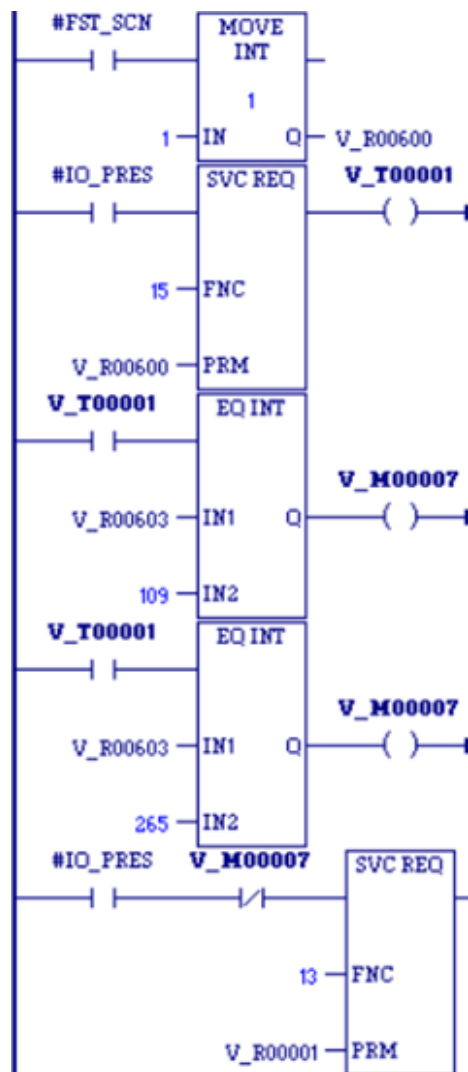 #FST_SCN
MOVE
INT
1
1 IN Q V_R00600
#IO_PRES SVC REQ V_T00001
15 FNC
V_R00600 PRM
V_T00001 EQ INT
V_M00007
V_R00603 IN1 Q
109 IN2
V_T00001 EQ INT
V_M00007
V_R00603 IN1 Q
265 IN2
#IO_PRES V_M00007 SVC REQ
13 FNC
V_R00001 PRM